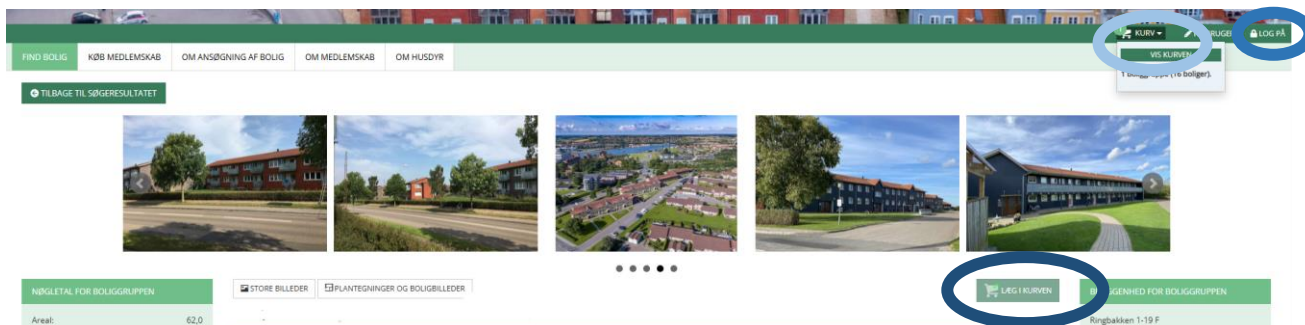 KURV
LOG PÅ
FIND BOLIG KØB MEDLEMSKAB OM ANSØGNING AF BOLIG OM MEDLEMSKAB OM HUSDYR
VIS KURVEN
(16 boliger).
TILBAGE TIL SØGERESULTATET
NØGLETAL FOR BOLIGGRUPPEN
STORE BILLEDER PLANTEGNINGER OG BOLIGBILLEDER
LÆG I KURVEN
FOR BOLIGGRUPPEN
Areal: 62,0
Ringbakken 1-19 F